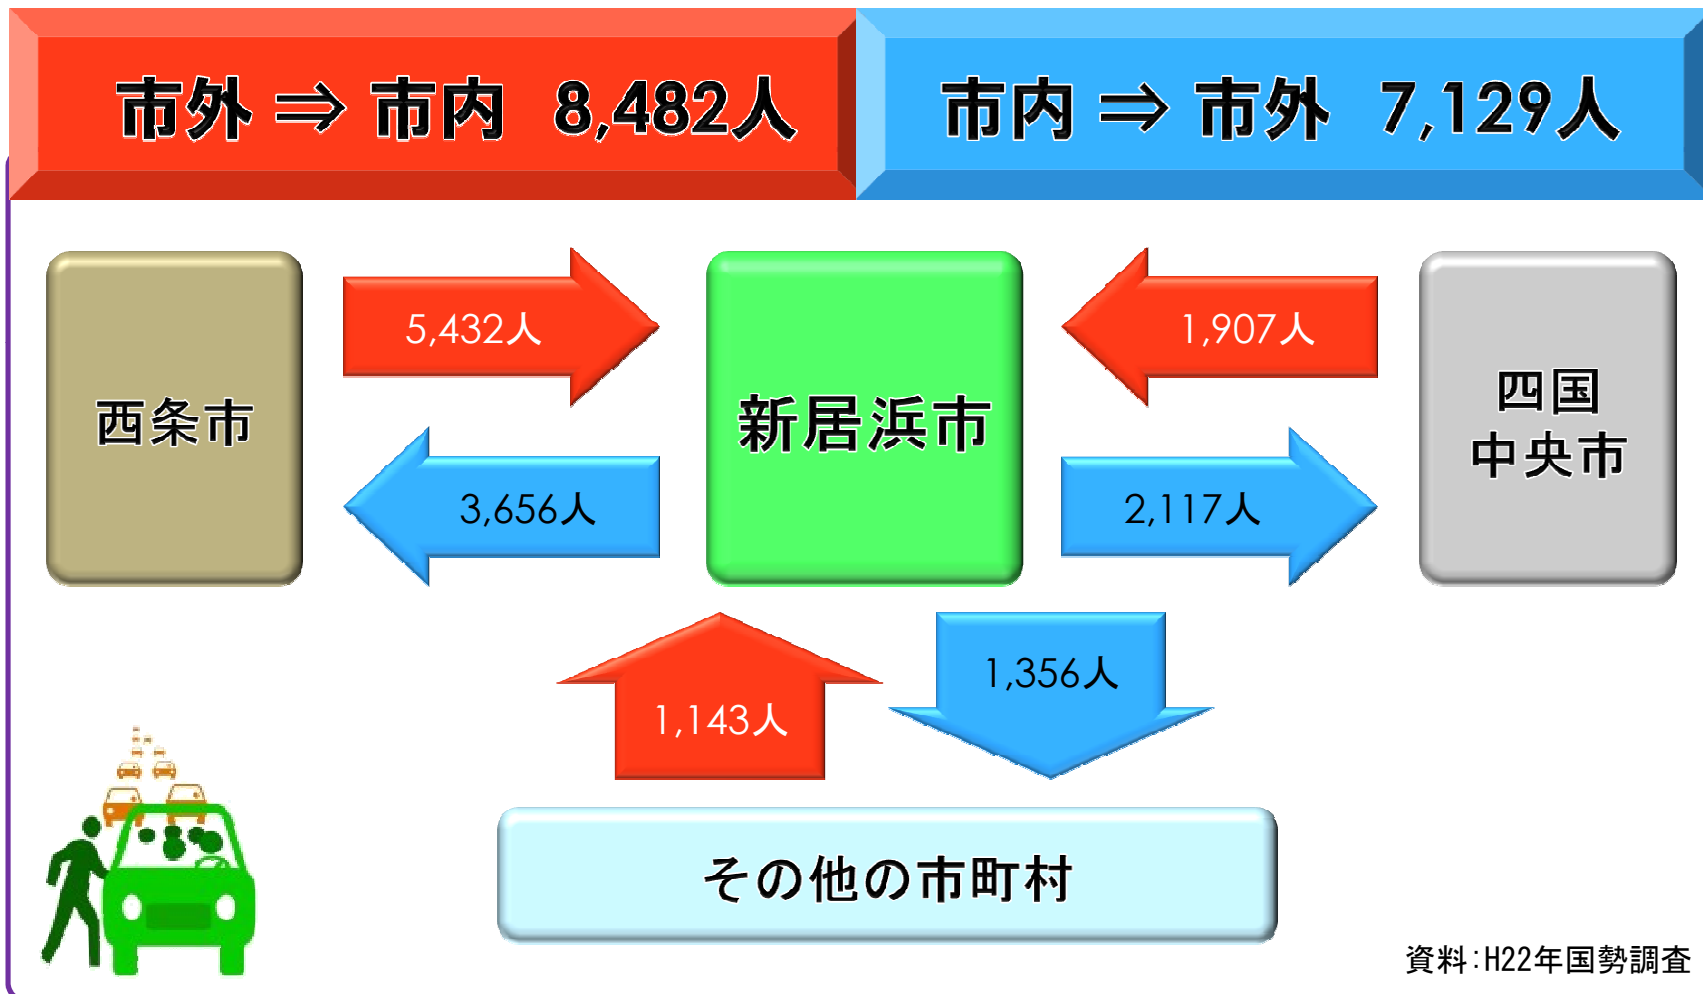 市外 ⇒ 市内 8,482人
市内 ⇒ 市外 7,129人
西条市
5,432人
3,656人
新居浜市
1,907人
2,117人
四国
中央市
1,143人
1,356人
その他の市町村
資料:H22年国勢調査